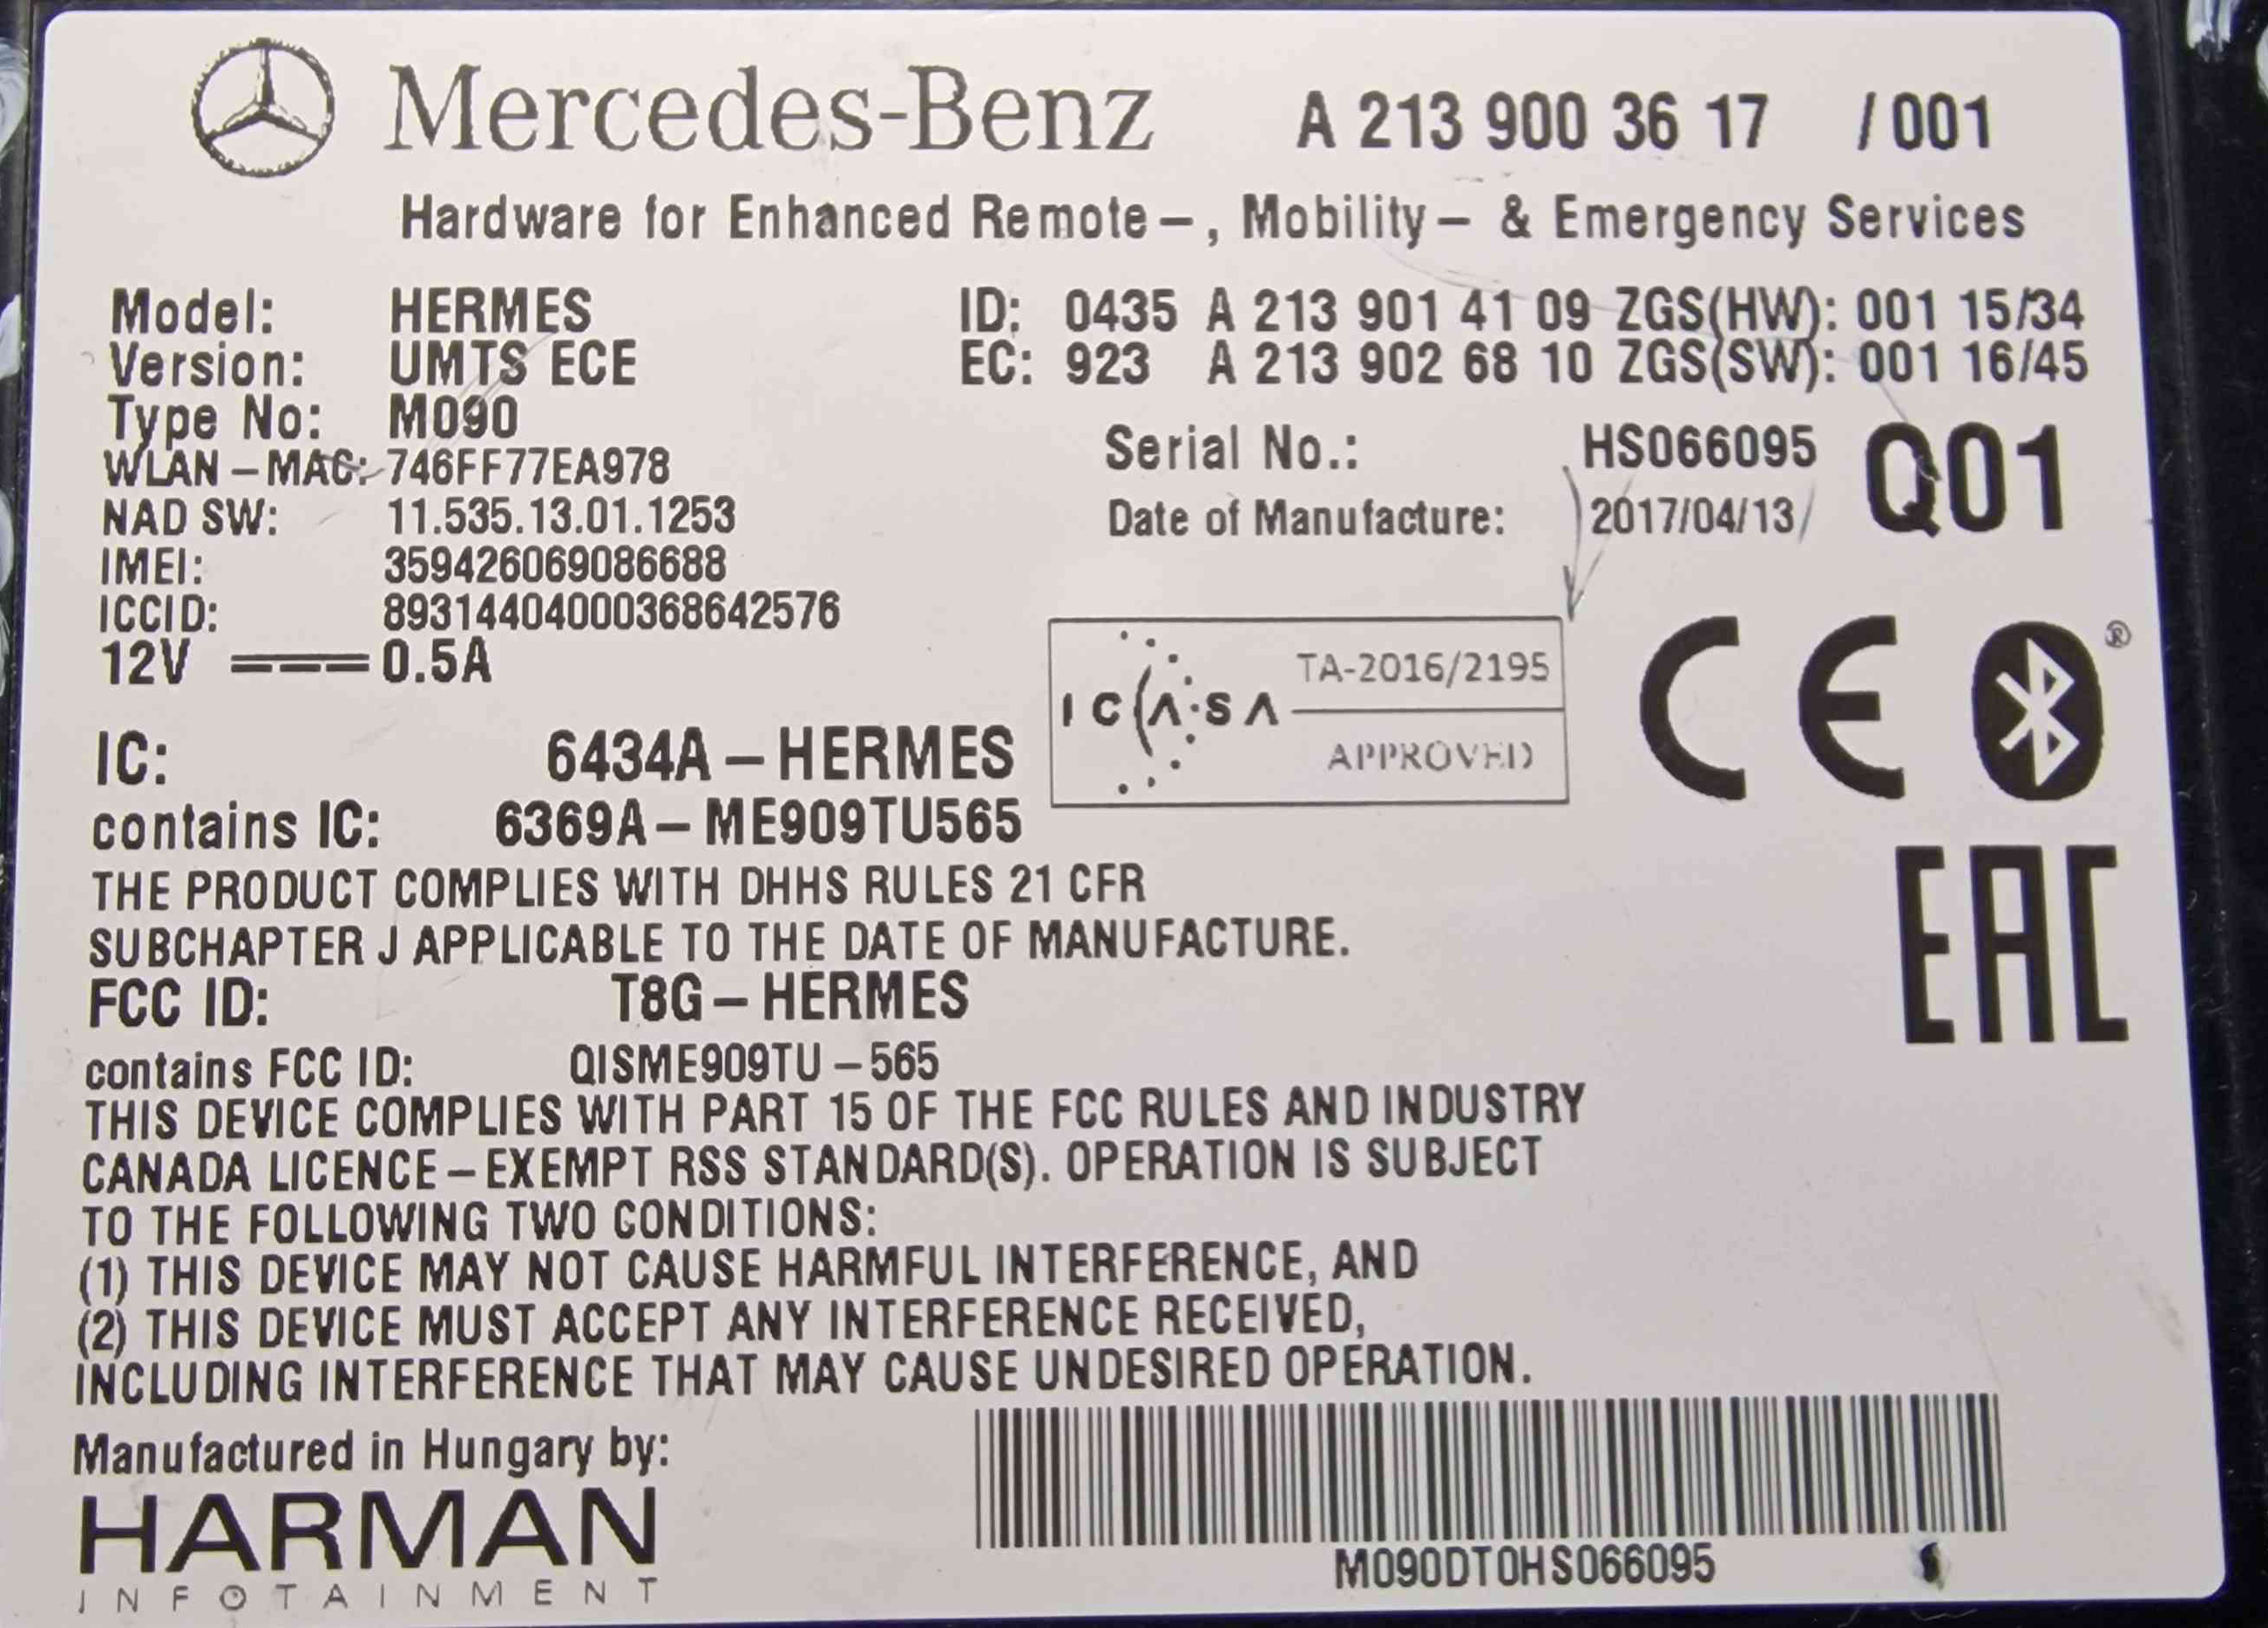 Mercedes-Benz A 213 900 36 17 /001
Hardware for Enhanced Remote-, Mobility- & Emergency Services
Model: HERMES ID: 0435 A 213 901 41 09 ZGS(HW): 001 15/34
Version: UMTS ECE EC: 923 A 213 902 68 10 ZGS(SW): 001 16/45
Type No: M090
WLAN-MAC: 746FF77EA978 Serial No.: HS066095 Q01
NAD SW: 11.535.13.01.1253 Date of Manufacture: 2017/04/13
IMEI: 359426069086688
ICCID: 89314404000368642576
12V 0.5A
ICASA TA-2016/2195
APPROVED
CE
®
IC: 6434A-HERMES
contains IC: 6369A-ME909TU565
EAC
THE PRODUCT COMPLIES WITH DHHS RULES 21 CFR
SUBCHAPTER J APPLICABLE TO THE DATE OF MANUFACTURE.
FCC ID: T8G-HERMES
contains FCC ID: QISME909TU-565
THIS DEVICE COMPLIES WITH PART 15 OF THE FCC RULES AND INDUSTRY
CANADA LICENCE-EXEMPT RSS STANDARD(S). OPERATION IS SUBJECT
TO THE FOLLOWING TWO CONDITIONS:
(1) THIS DEVICE MAY NOT CAUSE HARMFUL INTERFERENCE, AND
(2) THIS DEVICE MUST ACCEPT ANY INTERFERENCE RECEIVED,
INCLUDING INTERFERENCE THAT MAY CAUSE UNDESIRED OPERATION.
Manufactured in Hungary by:
HARMAN
INFOTAINMENT
M090DT0HS066095